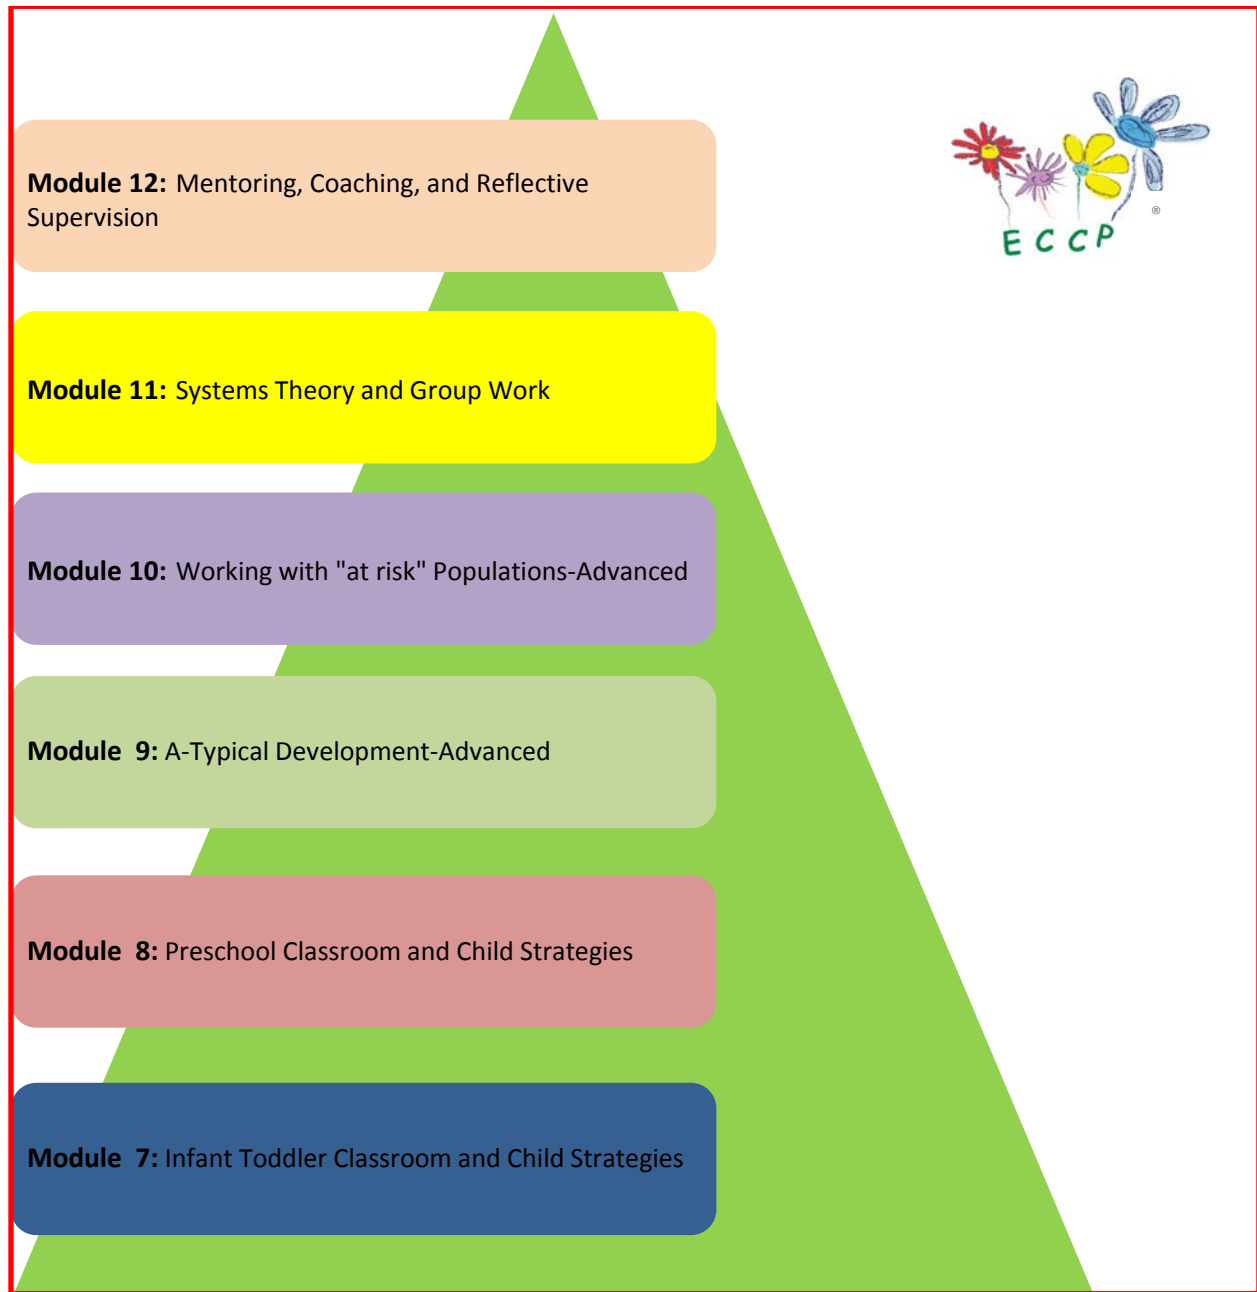 Module 12: Mentoring, Coaching, and Reflective
Supervision
ECCP
®
Module 11: Systems Theory and Group Work
Module 10: Working with "at risk" Populations-Advanced
Module  9: A-Typical Development-Advanced
Module  8: Preschool Classroom and Child Strategies
Module  7: Infant Toddler Classroom and Child Strategies